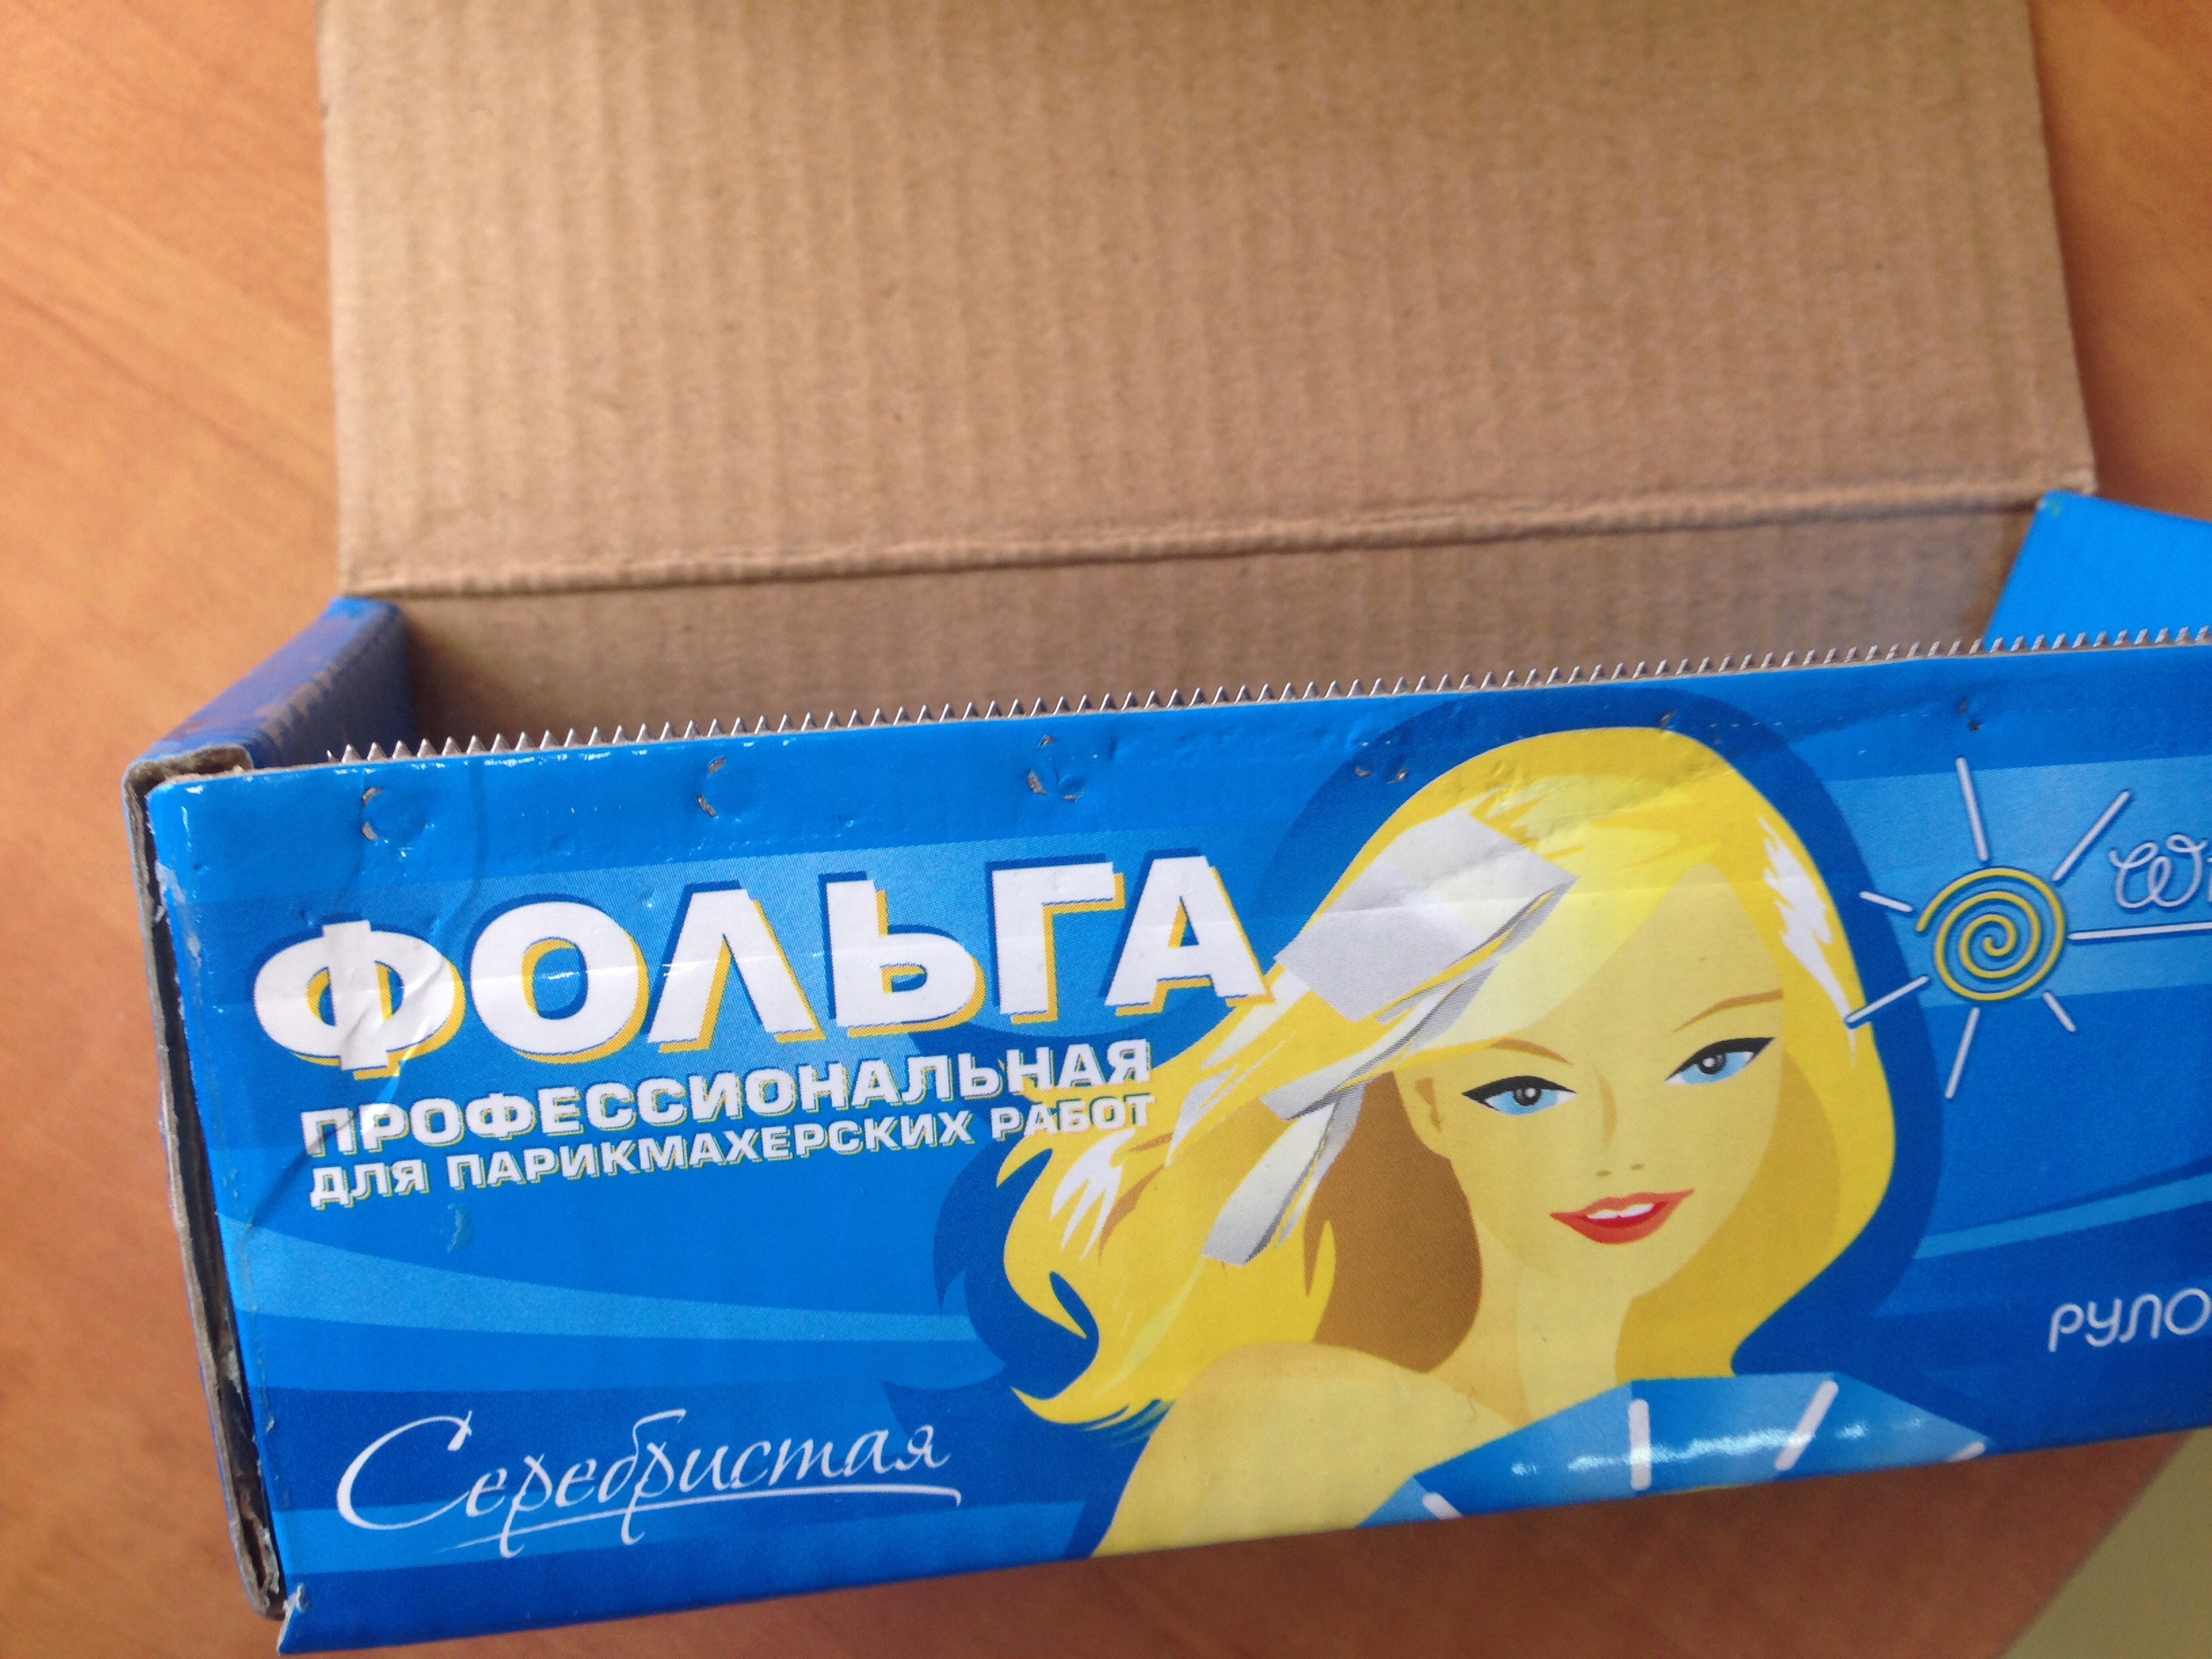 ФОЛЬГА
ПРОФЕССИОНАЛЬНАЯ
ДЛЯ ПАРИКМАХЕРСКИХ РАБОТ
Серебристая